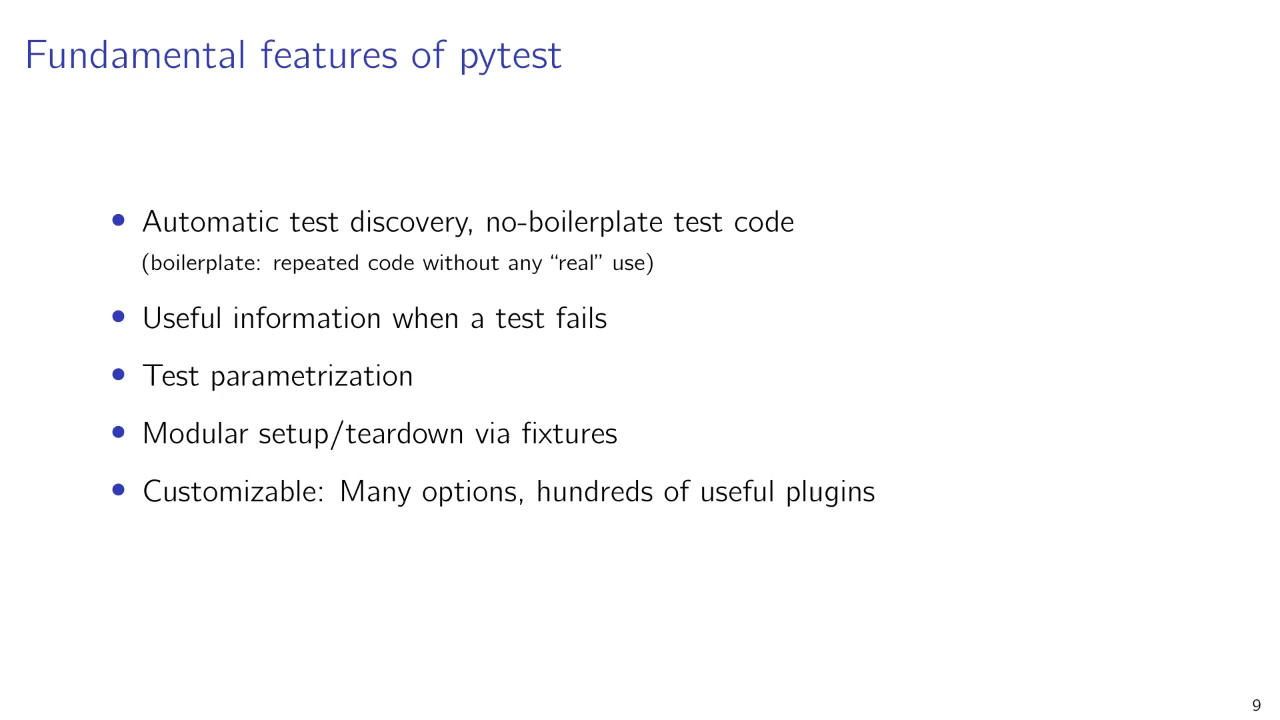 Fundamental features of pytest
• Automatic test discovery, no-boilerplate test code
(boilerplate: repeated code without any “real” use)
• Useful information when a test fails
• Test parametrization
• Modular setup/teardown via fixtures
• Customizable: Many options, hundreds of useful plugins
9